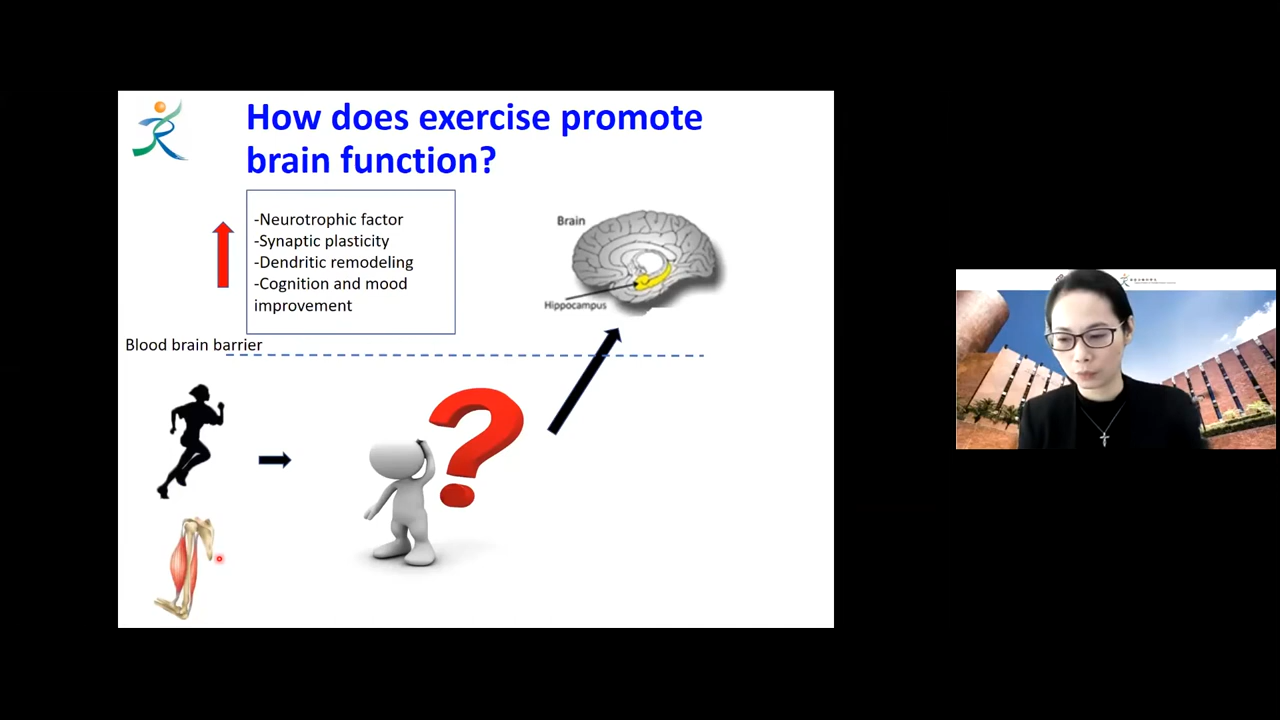 How does exercise promote
brain function?
-Neurotrophic factor
-Synaptic plasticity
-Dendritic remodeling
-Cognition and mood
improvement
Brain
Hippocampus
Blood brain barrier